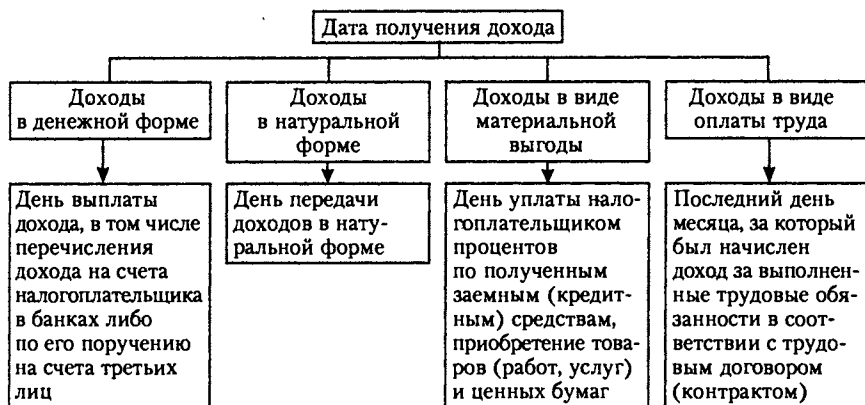 Дата получения дохода
Доходы
в денежной форме
Доходы
в натуральной
форме
Доходы в виде
материальной
выгоды
Доходы в виде
оплаты труда
День выплаты
дохода, в том числе
перечисления
дохода на счета
налогоплательщика
в банках либо
по его поручению
на счета третьих
лиц
День передачи
доходов в нату-
ральной форме
День уплаты нало-
гоплательщиком
процентов
по полученным
заемным (кредит-
ным) средствам,
приобретение това-
ров (работ, услуг)
и ценных бумаг
Последний день
месяца, за который
был начислен
доход за выполнен-
ные трудовые обя-
занности в соот-
ветствии с трудо-
вым договором
(контрактом)